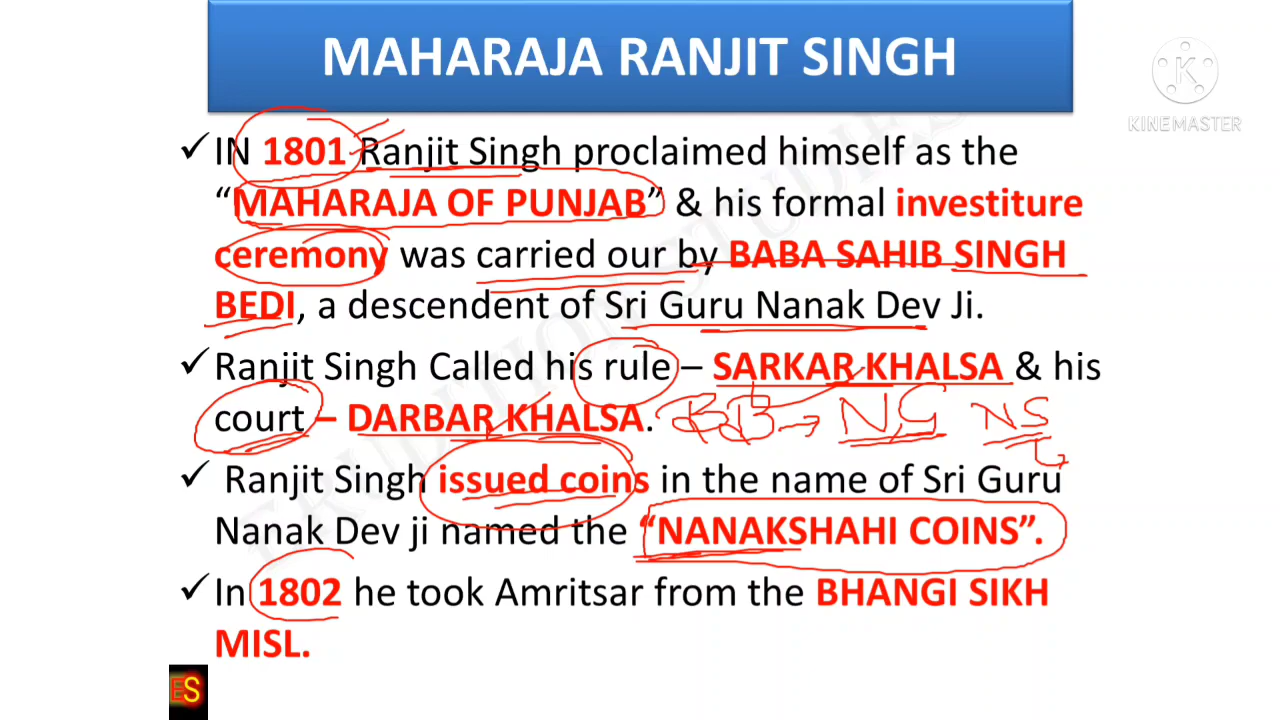 MAHARAJA RANJIT SINGH
KINEMASTER
✓ IN 1801 Ranjit Singh proclaimed himself as the
“MAHARAJA OF PUNJAB” & his formal investiture
ceremony was carried our by BABA SAHIB SINGH
BEDI, a descendent of Sri Guru Nanak Dev Ji.
✓ Ranjit Singh Called his rule – SARKAR KHALSA & his
court – DARBAR KHALSA. BB → NG NS
✓ Ranjit Singh issued coins in the name of Sri Guru
Nanak Dev ji named the “NANAKSHAHI COINS”.
✓ In 1802 he took Amritsar from the BHANGI SIKH
MISL.
ES